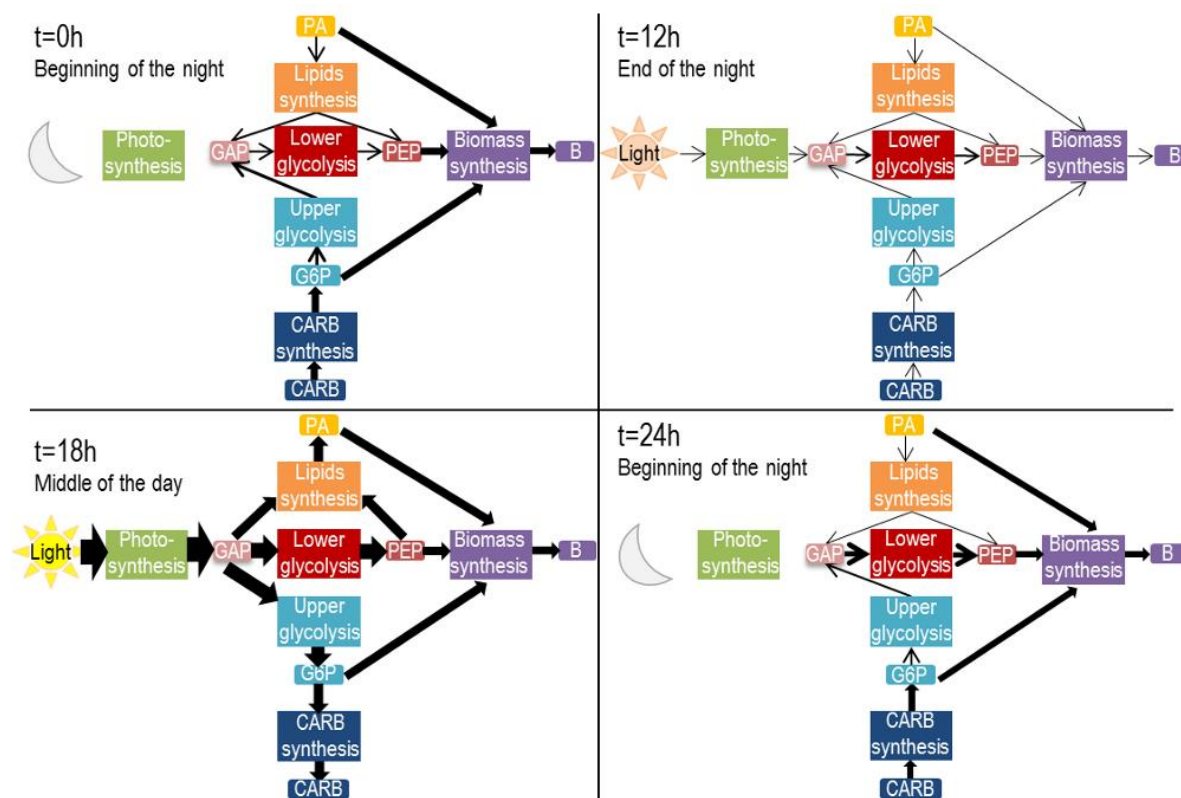 t=0h
Beginning of the night
PA
Lipids
synthesis
Photo-
synthesis
GAP
Lower
glycolysis
PEP
Biomass
synthesis
B
Upper
glycolysis
G6P
CARB
synthesis
CARB
t=12h
End of the night
PA
Lipids
synthesis
Light
Photo-
synthesis
GAP
Lower
glycolysis
PEP
Biomass
synthesis
B
Upper
glycolysis
G6P
CARB
synthesis
CARB
t=18h
Middle of the day
PA
Lipids
synthesis
Light
Photo-
synthesis
GAP
Lower
glycolysis
PEP
Biomass
synthesis
B
Upper
glycolysis
G6P
CARB
synthesis
CARB
t=24h
Beginning of the night
PA
Lipids
synthesis
Photo-
synthesis
GAP
Lower
glycolysis
PEP
Biomass
synthesis
B
Upper
glycolysis
G6P
CARB
synthesis
CARB